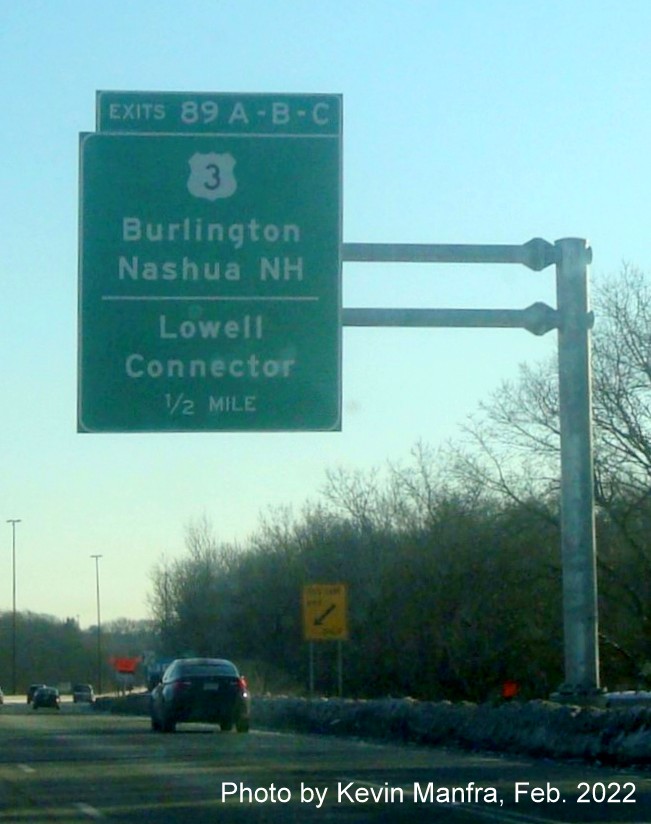 EXITS 89 A-B-C
3
Burlington
Nashua NH
Lowell
Connector
1/2 MILE
Photo by Kevin Manfra, Feb. 2022